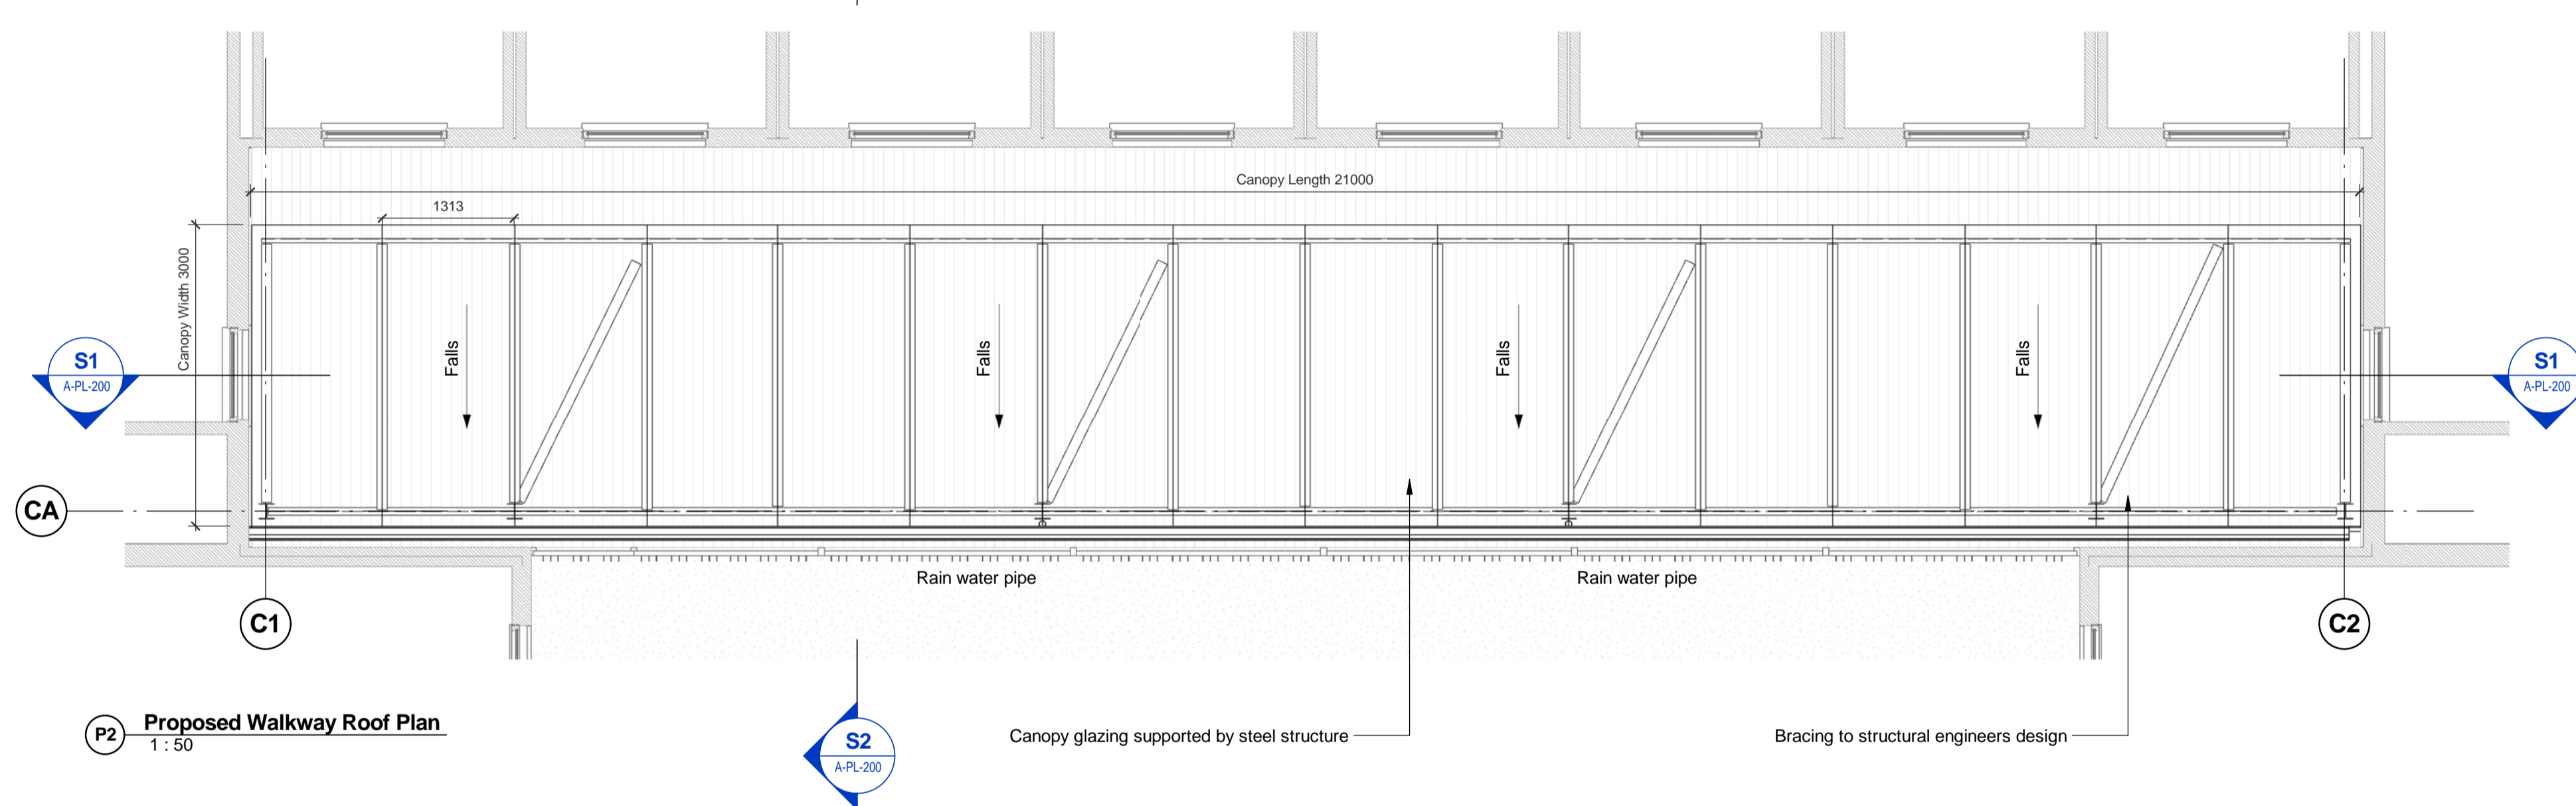 Canopy Length 21000
1313
Canopy Width 3000
Falls
Falls
Falls
Falls
S1
A-PL-200
S1
A-PL-200
CA
Rain water pipe
Rain water pipe
C1
C2
P2
Proposed Walkway Roof Plan
1 : 50
S2
A-PL-200
Canopy glazing supported by steel structure
Bracing to structural engineers design